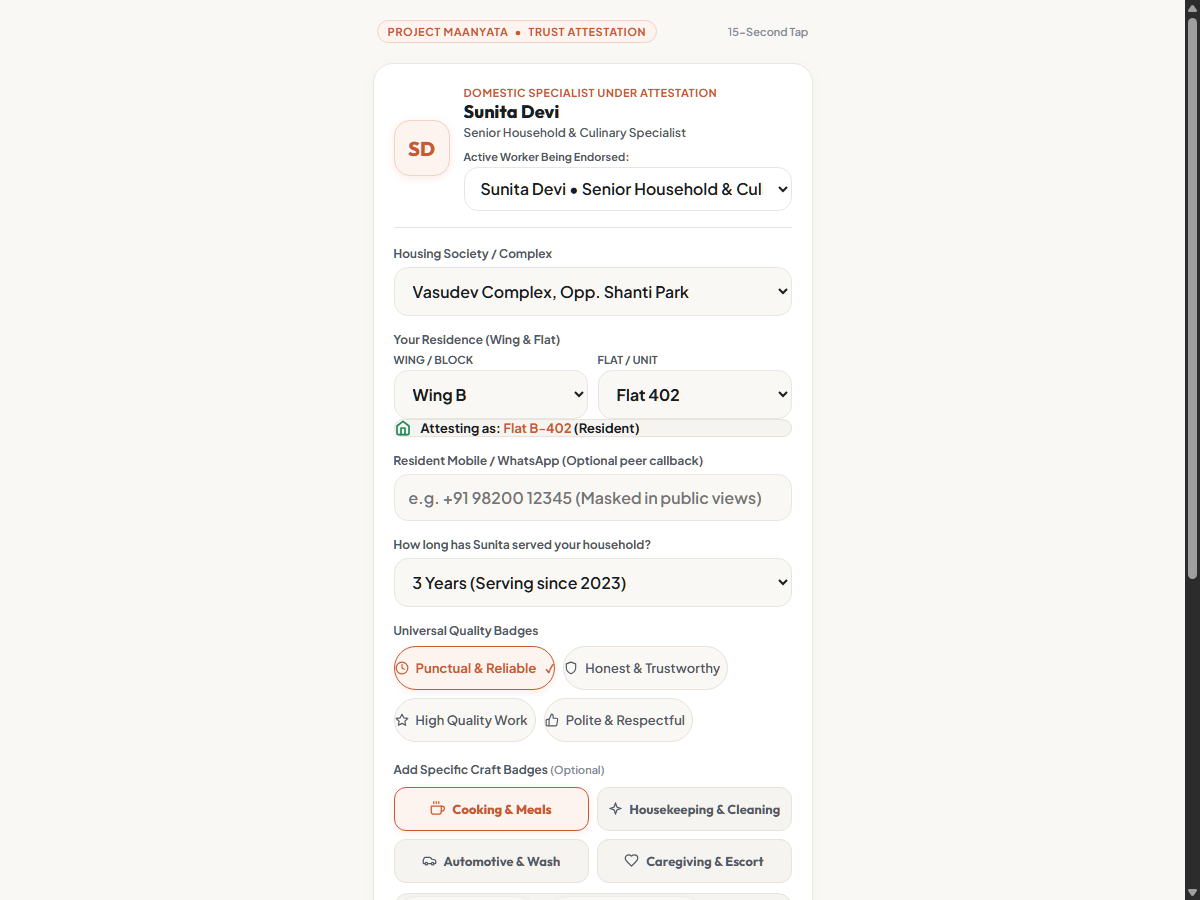 PROJECT MAANYATA • TRUST ATTESTATION
15-Second Tap
DOMESTIC SPECIALIST UNDER ATTESTATION
SD
Sunita Devi
Senior Household & Culinary Specialist
Active Worker Being Endorsed:
Sunita Devi • Senior Household & Cul
Housing Society / Complex
Vasudev Complex, Opp. Shanti Park
Your Residence (Wing & Flat)
WING / BLOCK
FLAT / UNIT
Wing B
Flat 402
Attesting as: Flat B-402 (Resident)
Resident Mobile / WhatsApp (Optional peer callback)
e.g. +91 98200 12345 (Masked in public views)
How long has Sunita served your household?
3 Years (Serving since 2023)
Universal Quality Badges
Punctual & Reliable ✓
Honest & Trustworthy
High Quality Work
Polite & Respectful
Add Specific Craft Badges (Optional)
Cooking & Meals
Housekeeping & Cleaning
Automotive & Wash
Caregiving & Escort